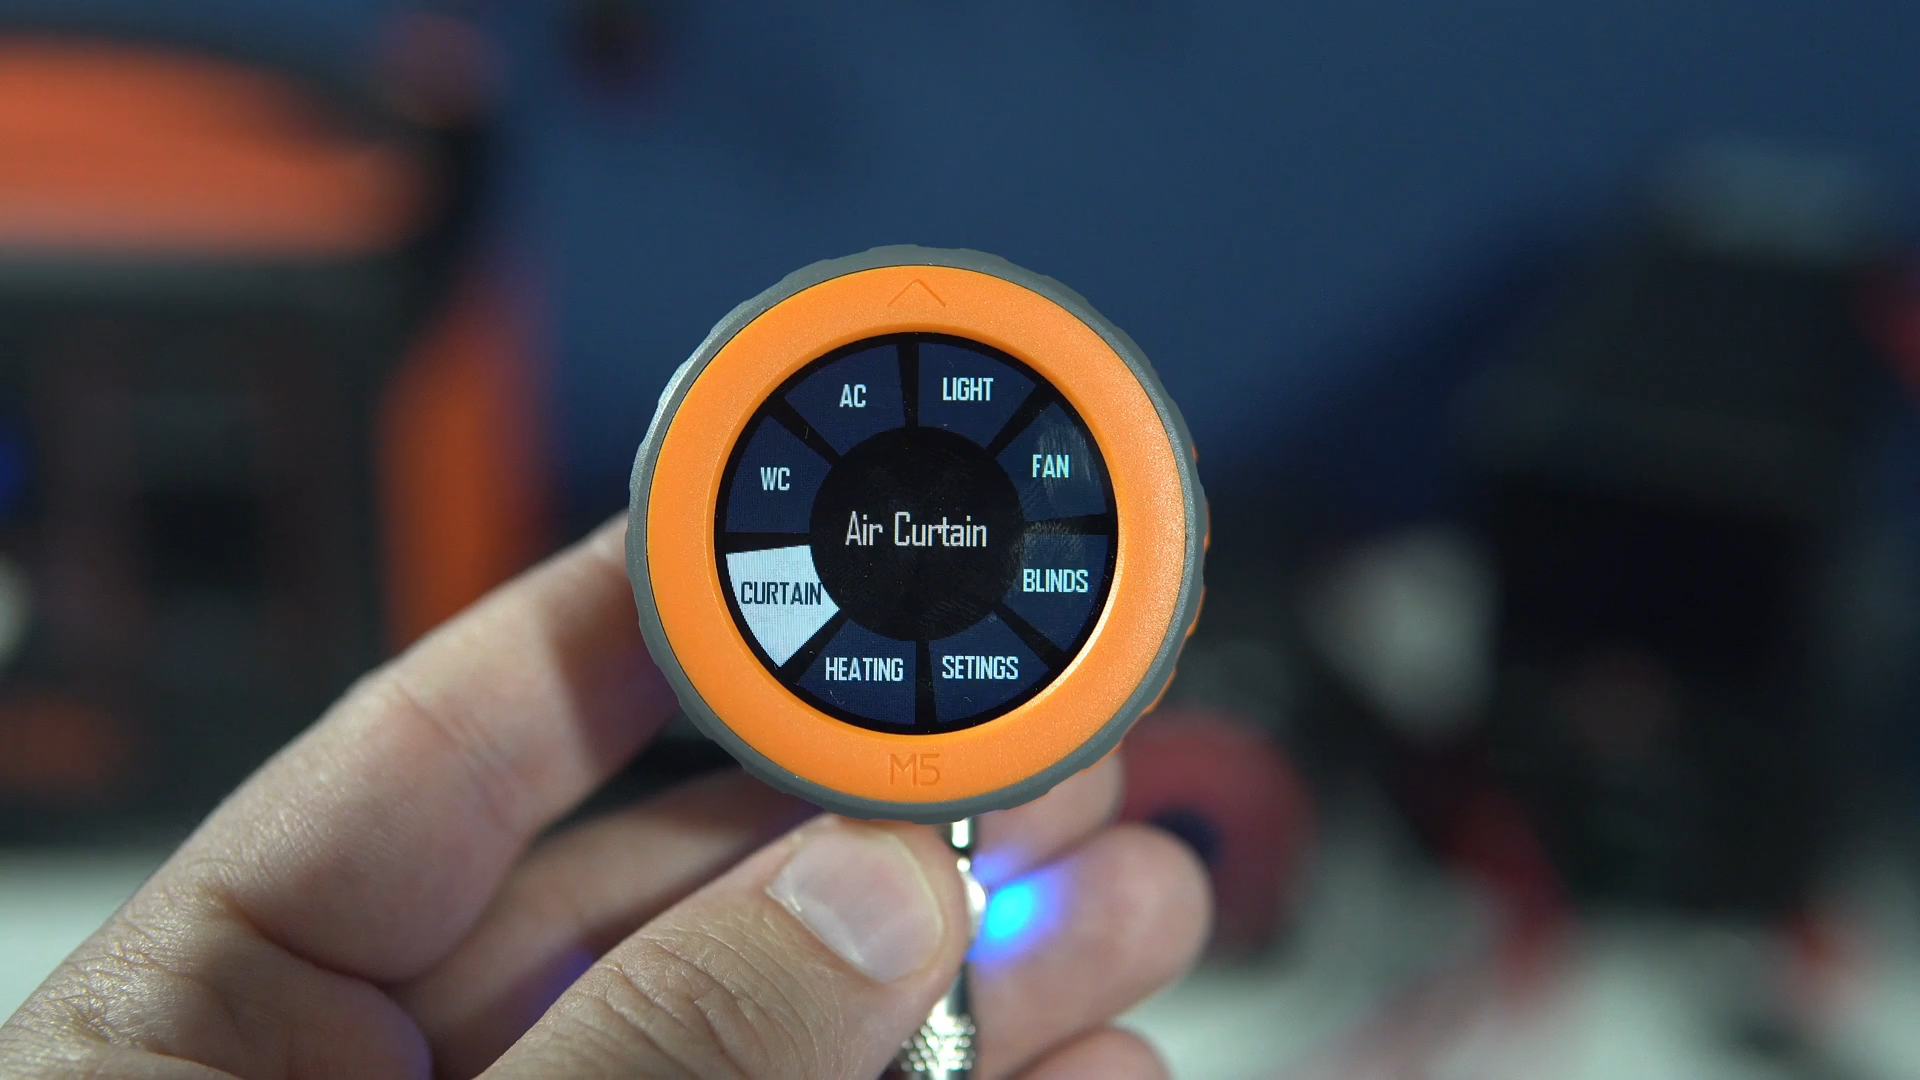 AC
LIGHT
WC
FAN
Air Curtain
CURTAIN
BLINDS
HEATING
SETINGS
M5